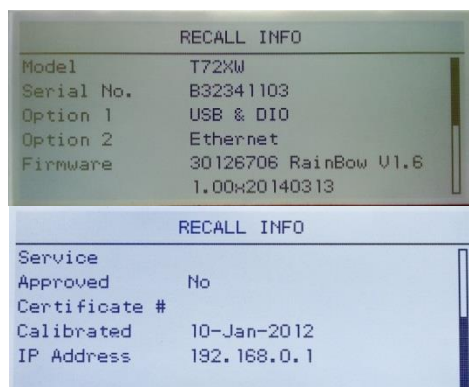 RECALL INFO
Model T72XW
Serial No. B32341103
Option 1 USB & DIO
Option 2 Ethernet
Firmware 30126706 RainBow V1.6
1.00x20140313
RECALL INFO
Service
Approved No
Certificate #
Calibrated 10-Jan-2012
IP Address 192.168.0.1